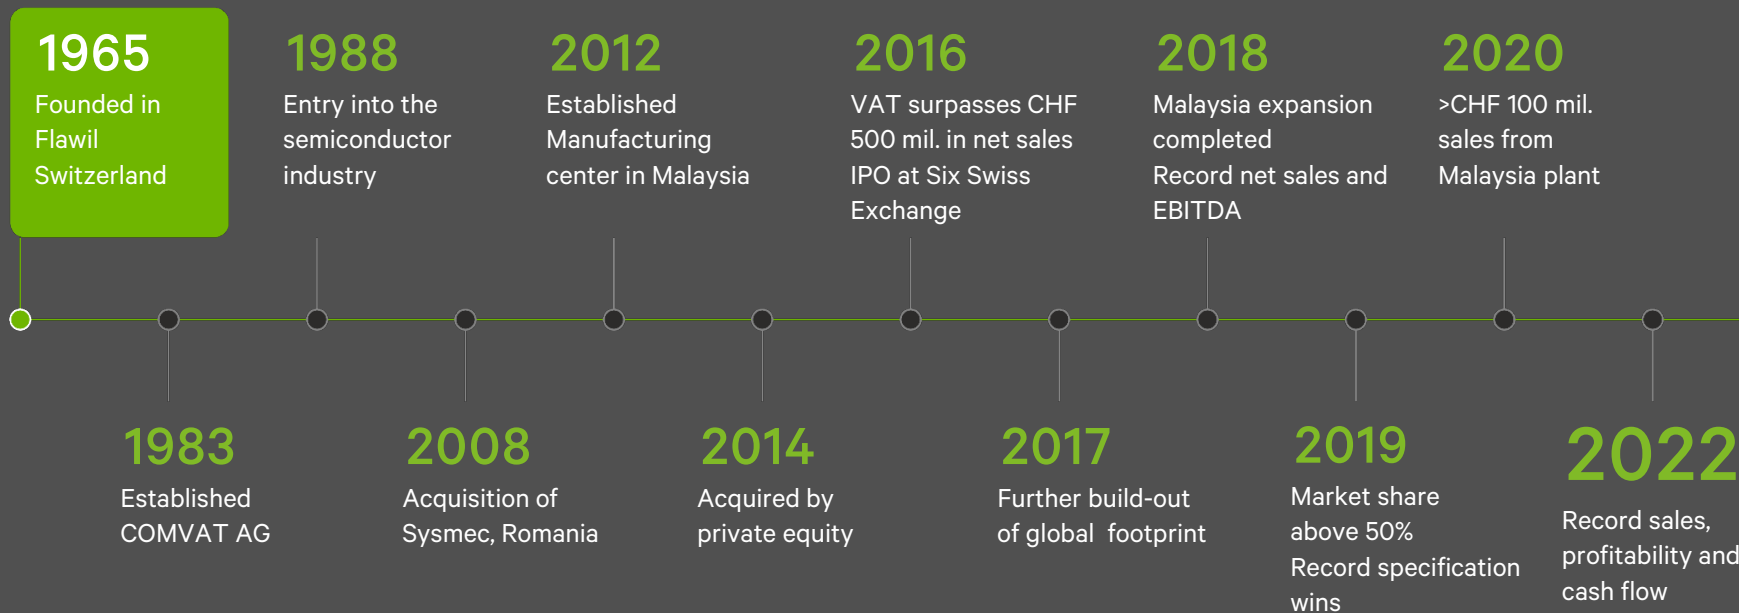 1965
Founded in
Flawil
Switzerland
1988
Entry into the
semiconductor
industry
2012
Established
Manufacturing
center in Malaysia
2016
VAT surpasses CHF
500 mil. in net sales
IPO at Six Swiss
Exchange
2018
Malaysia expansion
completed
Record net sales and
EBITDA
2020
>CHF 100 mil.
sales from
Malaysia plant
1983
Established
COMVAT AG
2008
Acquisition of
Sysmec, Romania
2014
Acquired by
private equity
2017
Further build-out
of global  footprint
2019
Market share
above 50%
Record specification
wins
2022
Record sales,
profitability and
cash flow